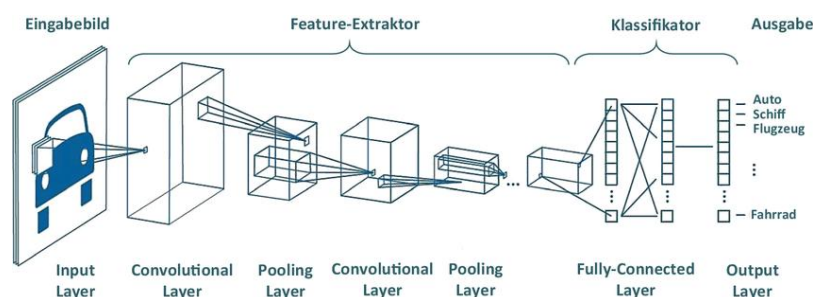 Eingabebild Feature-Extraktor Klassifikator Ausgabe
Auto
Schiff
Flugzeug
...
...
Fahrrad
Input Layer
Convolutional Layer
Pooling Layer
Convolutional Layer
Pooling Layer
Fully-Connected Layer
Output Layer